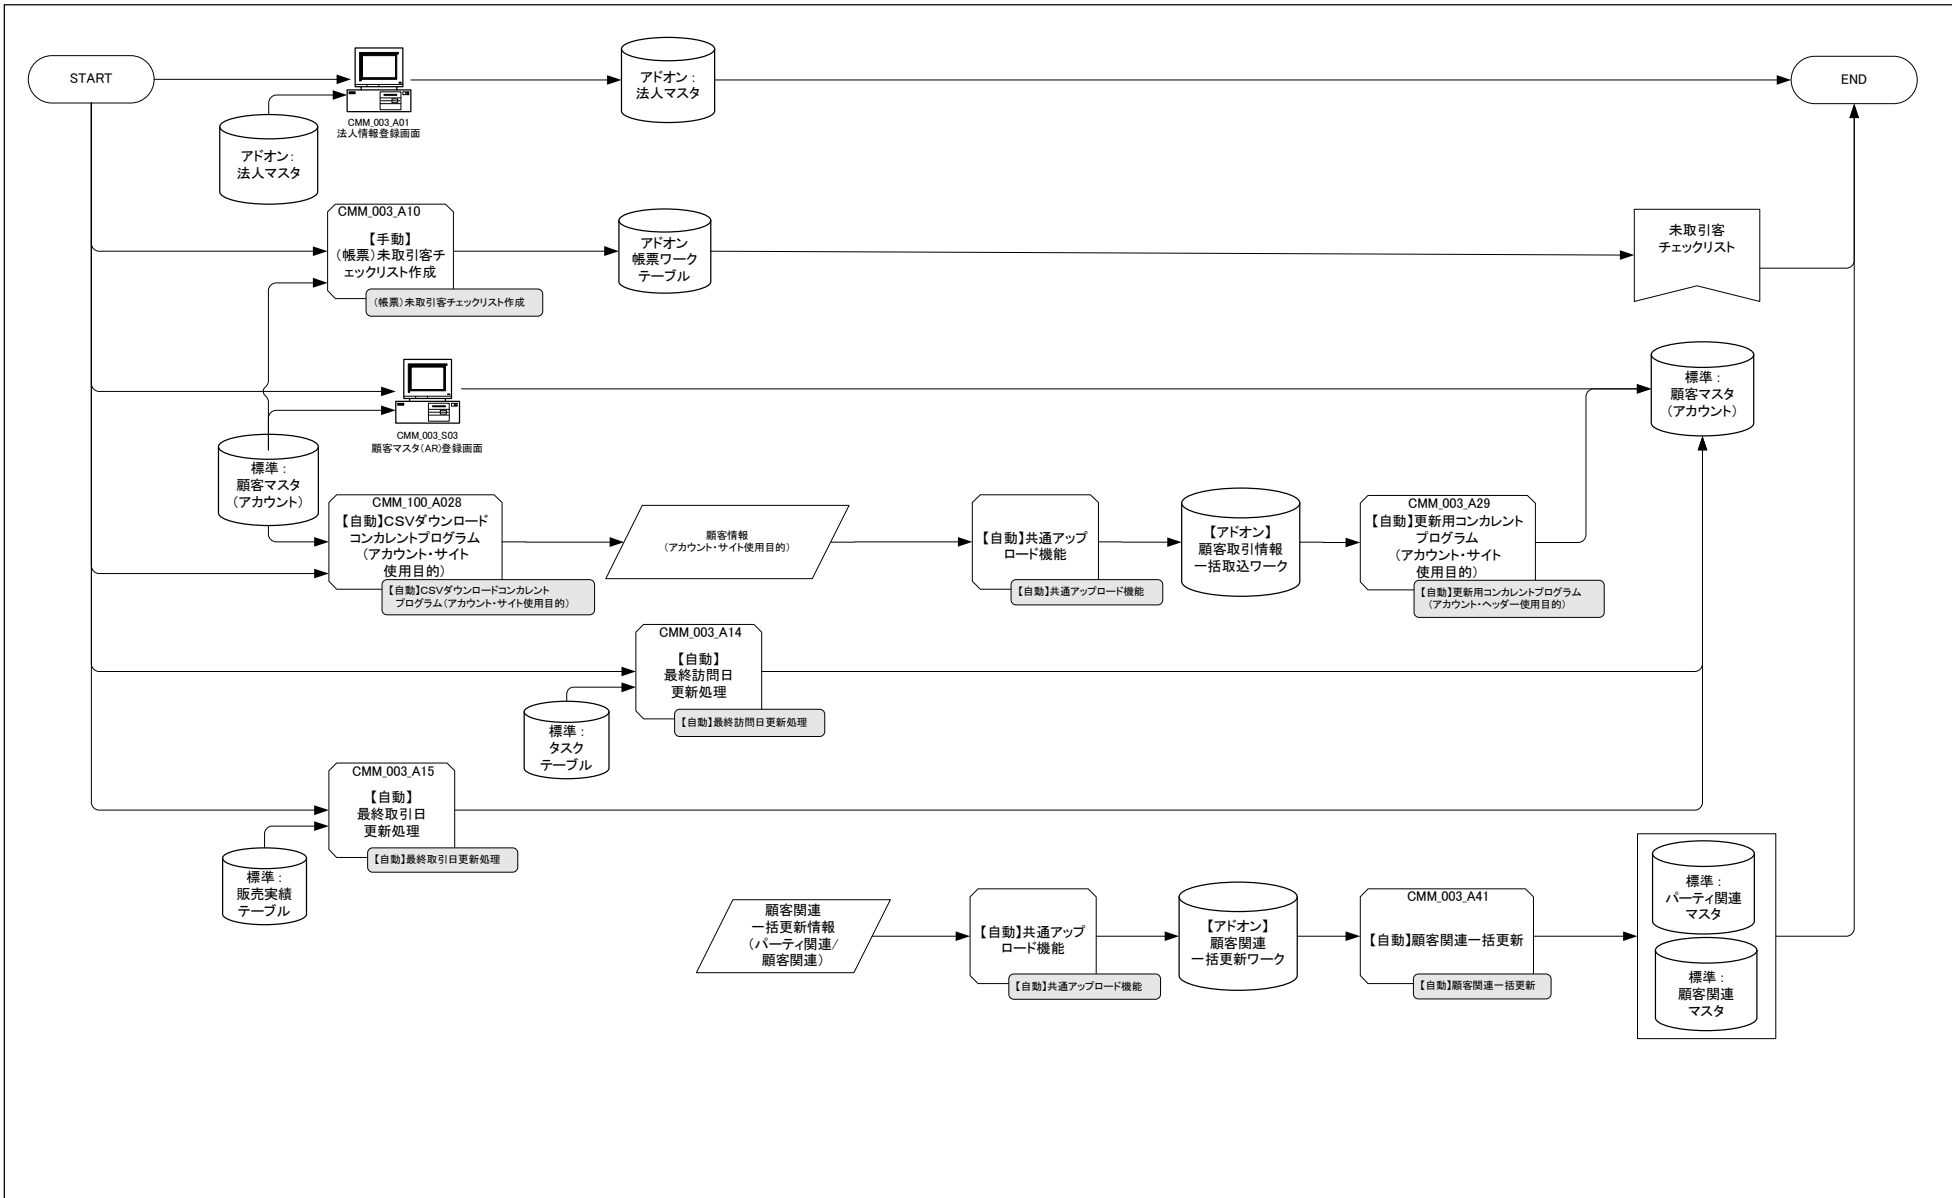 START
CMM_003_A01
法人情報登録画面
アドオン：
法人マスタ
END
アドオン：
法人マスタ
CMM_003_A10
【手動】
（帳票）未取引客チ
ェックリスト作成
（帳票）未取引客チェックリスト作成
アドオン
帳票ワーク
テーブル
未取引客
チェックリスト
CMM_003_S03
顧客マスタ（AR)登録画面
標準：
顧客マスタ
（アカウント）
標準：
顧客マスタ
（アカウント）
CMM_100_A028
【自動】CSVダウンロード
コンカレントプログラム
（アカウント・サイト
使用目的）
【自動】CSVダウンロードコンカレント
プログラム（アカウント・サイト使用目的）
顧客情報
（アカウント・サイト使用目的）
【自動】共通アップ
ロード機能
【自動】共通アップロード機能
【アドオン】
顧客取引情報
一括取込ワーク
CMM_003_A29
【自動】更新用コンカレント
プログラム
（アカウント・サイト
使用目的）
【自動】更新用コンカレントプログラム
（アカウント・ヘッダー使用目的）
CMM_003_A14
【自動】
最終訪問日
更新処理
【自動】最終訪問日更新処理
標準：
タスク
テーブル
CMM_003_A15
【自動】
最終取引日
更新処理
【自動】最終取引日更新処理
標準：
販売実績
テーブル
顧客関連
一括更新情報
（パーティ関連/
顧客関連）
【自動】共通アップ
ロード機能
【自動】共通アップロード機能
【アドオン】
顧客関連
一括更新ワーク
CMM_003_A41
【自動】顧客関連一括更新
【自動】顧客関連一括更新
標準：
パーティ関連
マスタ
標準：
顧客関連
マスタ